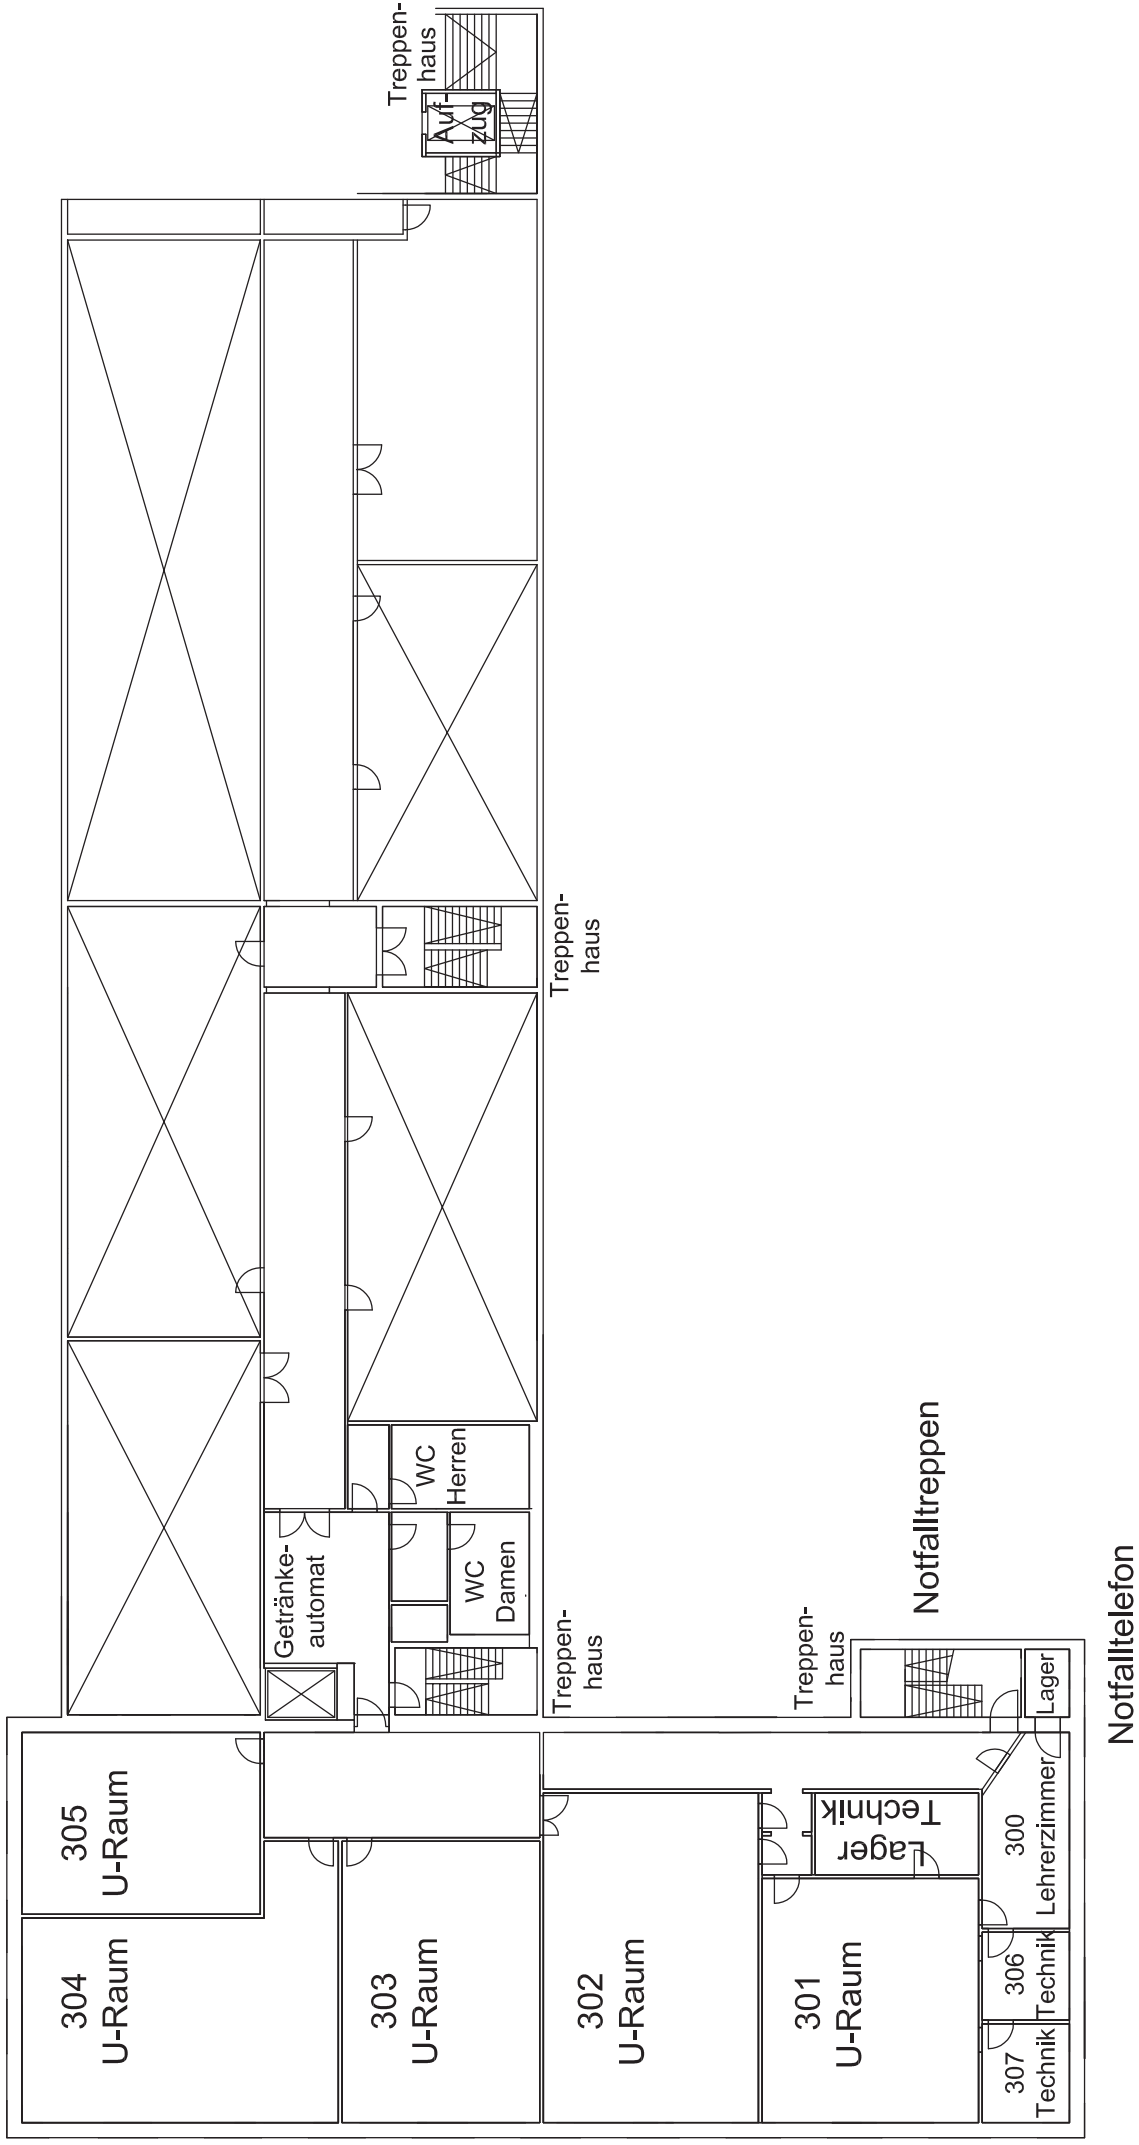 Treppen-
haus
Auf-
zug
Treppen-
haus
WC
Herren
Getränke-
automat
WC
Damen
Treppen-
haus
Treppen-
haus
Notfalltreppen
Notfalltelefon
Lager
305
U-Raum
304
U-Raum
303
U-Raum
302
U-Raum
301
U-Raum
Lager
Technik
300
Lehrerzimmer
306
Technik
307
Technik